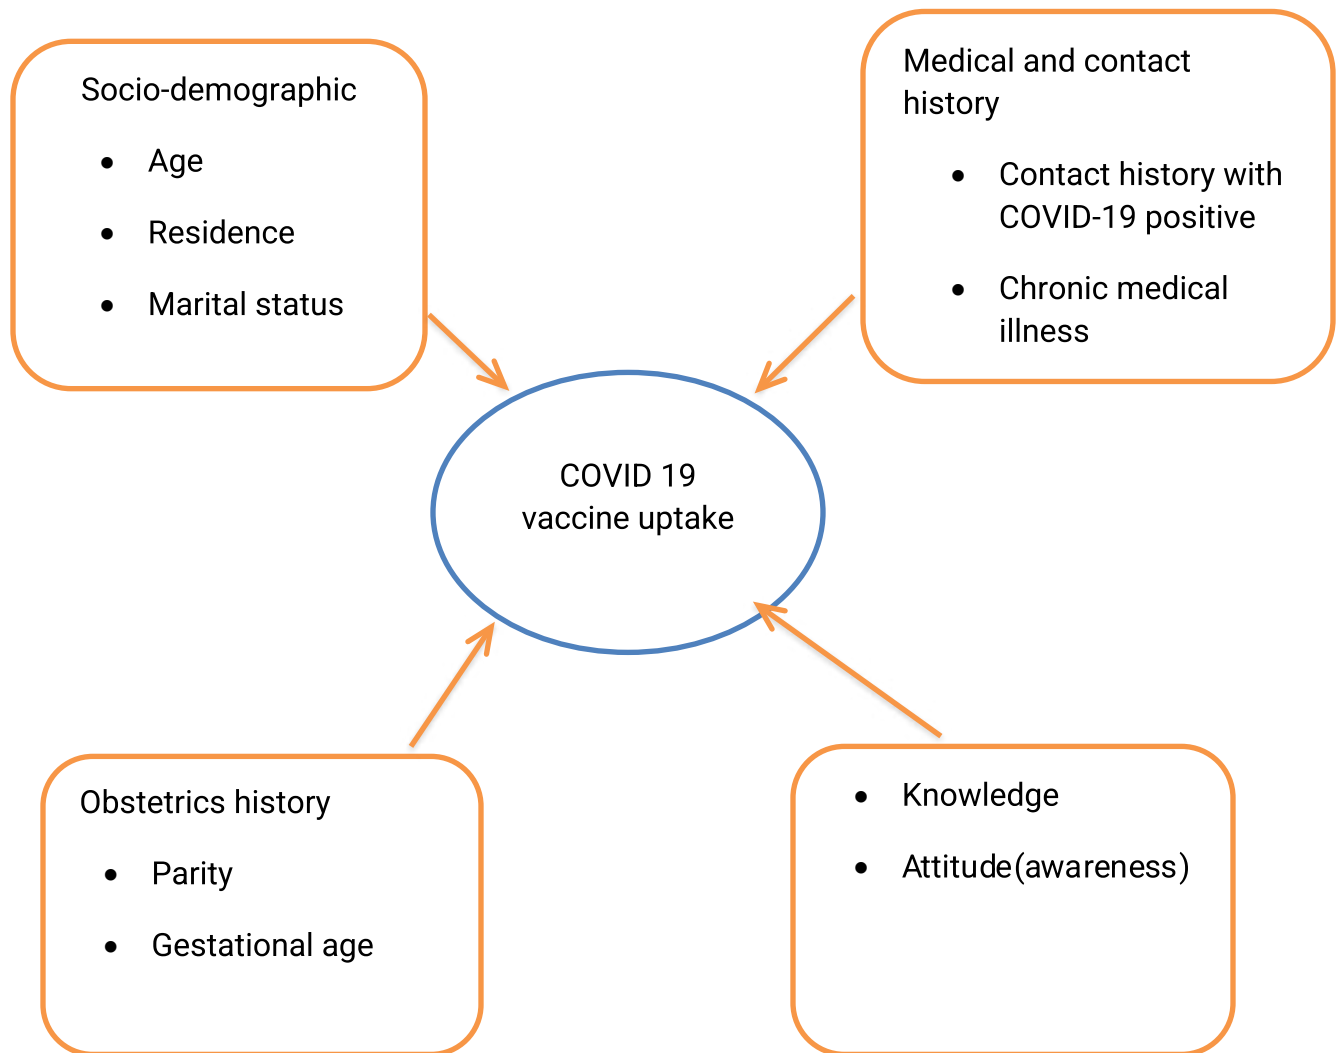 Socio-demographic
• Age
• Residence
• Marital status
Medical and contact
history
• Contact history with
COVID-19 positive
• Chronic medical
illness
COVID 19
vaccine uptake
Obstetrics history
• Parity
• Gestational age
• Knowledge
• Attitude(awareness)